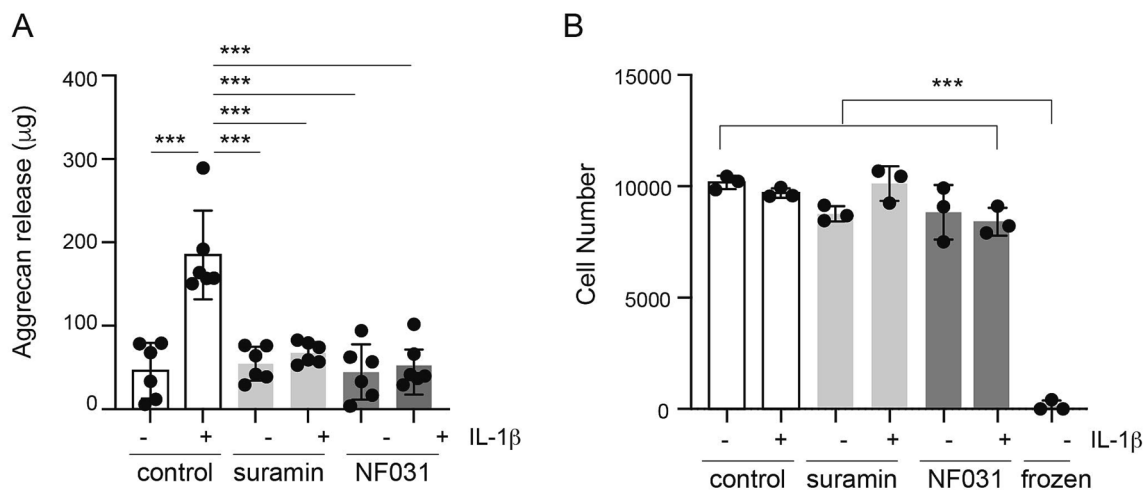 A
Aggrecan release (μg)
400
300
200
100
0
***
***
***
***
***
- + - + - + IL-1β
control suramin NF031
B
Cell Number
15000
10000
5000
0
***
- + - + - + - IL-1β
control suramin NF031 frozen